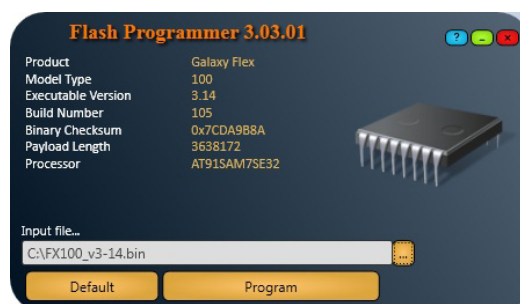 Flash Programmer 3.03.01
? _ x
Product Galaxy Flex
Model Type 100
Executable Version 3.14
Build Number 105
Binary Checksum 0x7CDA9B8A
Payload Length 3638172
Processor AT91SAM7SE32
Input file...
C:\FX100_v3-14.bin ...
Default Program